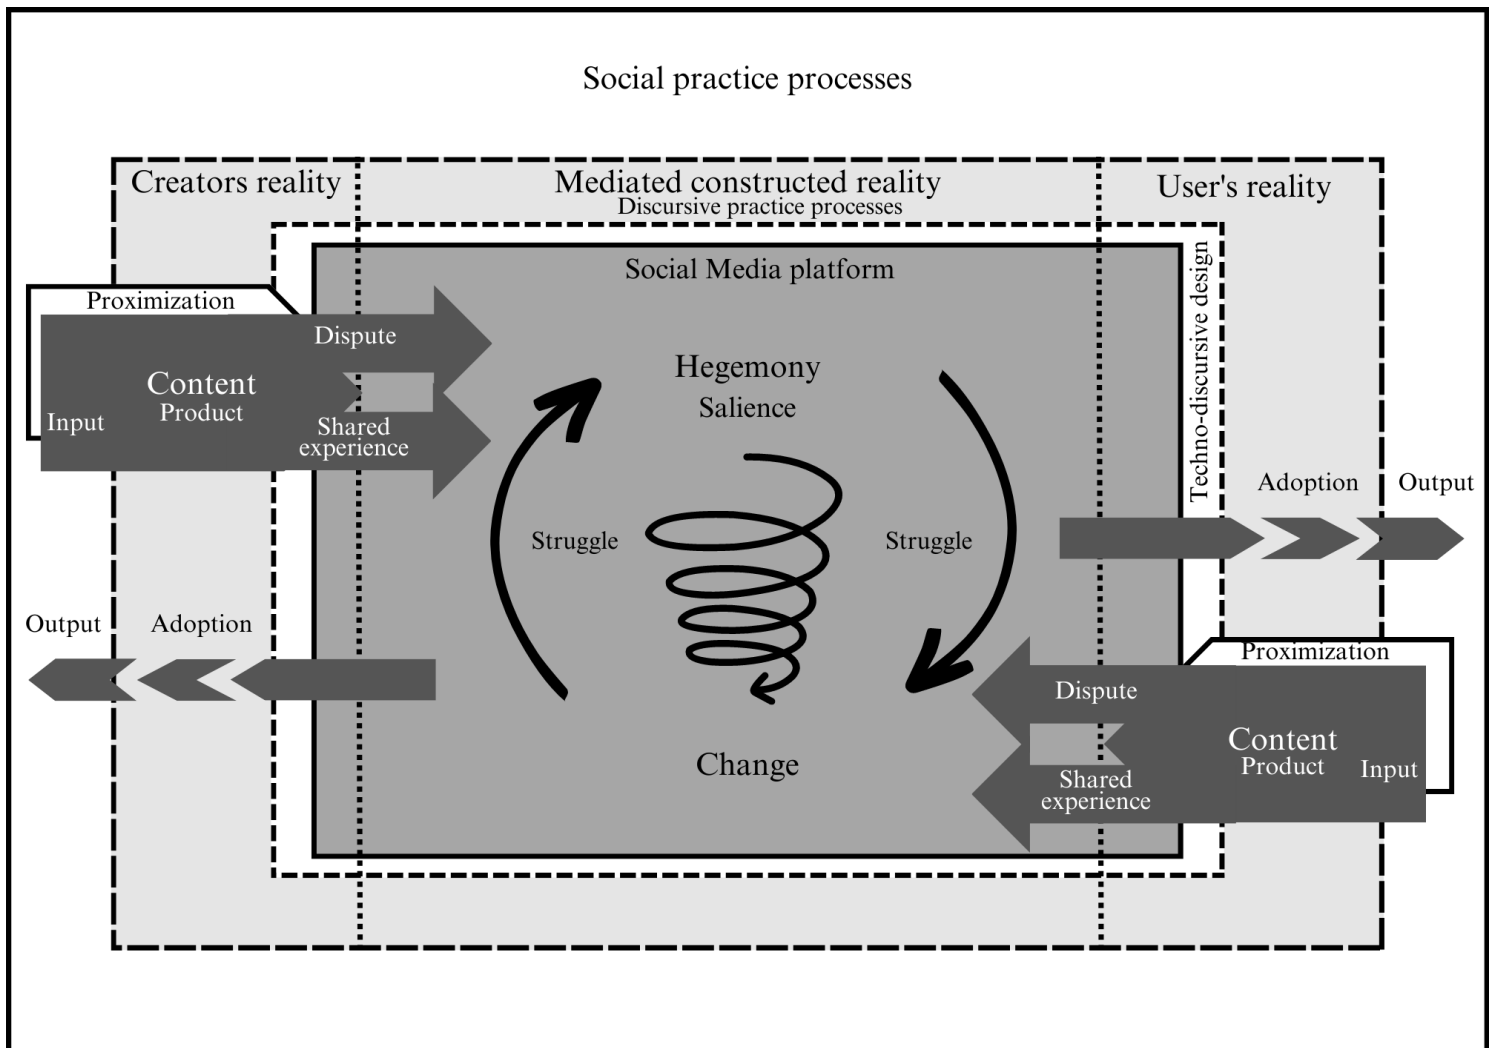 Social practice processes
Creators reality
Mediated constructed reality
User's reality
Discursive practice processes
Social Media platform
Techno-discursive design
Proximization
Dispute
Content
Product
Input
Shared
experience
Hegemony
Salience
Struggle
Struggle
Adoption
Output
Output
Adoption
Proximization
Dispute
Content
Product
Input
Shared
experience
Change